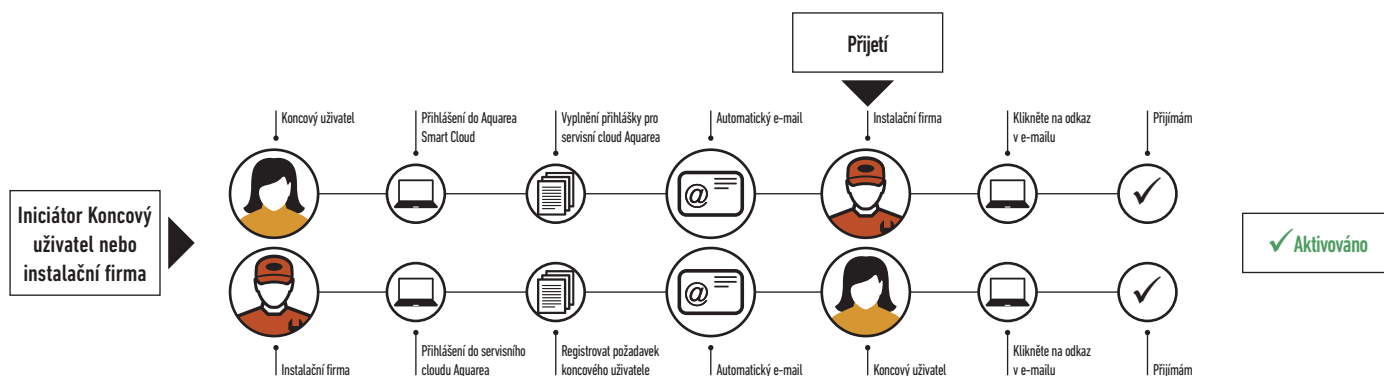 Přijetí
Koncový uživatel
Přihlášení do Aquarea
Smart Cloud
Vyplnění přihlášky pro
servisní cloud Aquarea
Automatický e-mail
Instalační firma
Klikněte na odkaz
v e-mailu
Přijímám
Iniciátor Koncový
uživatel nebo
instalační firma
@
@
Aktivováno
Instalační firma
Přihlášení do servisního
cloudu Aquarea
Registrovat požadavek
koncového uživatele
Automatický e-mail
Koncový uživatel
Klikněte na odkaz
v e-mailu
Přijímám